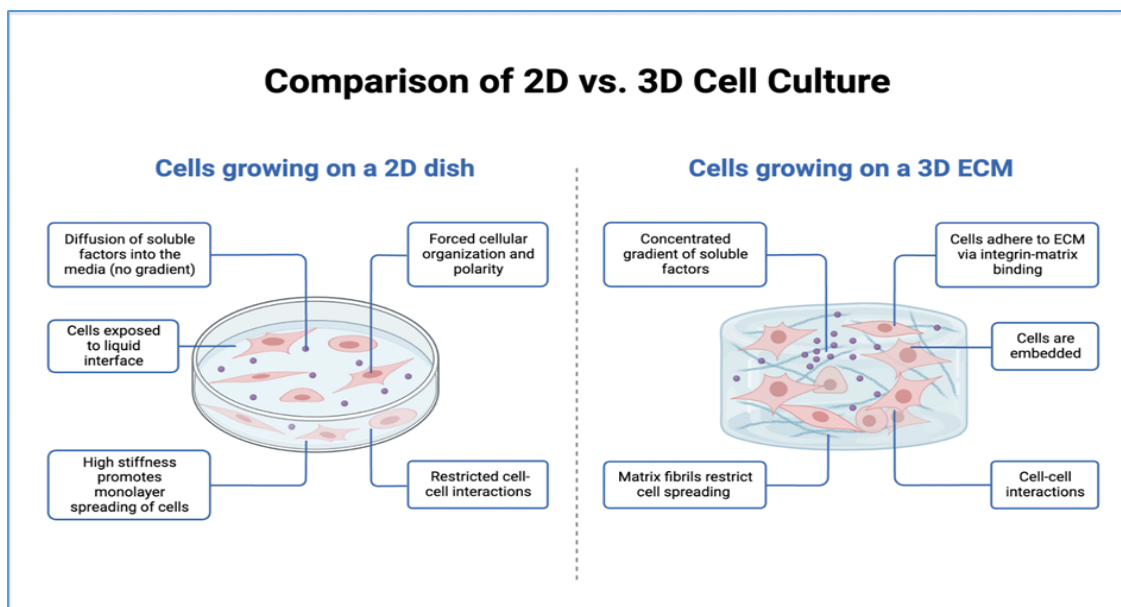 Comparison of 2D vs. 3D Cell Culture
Cells growing on a 2D dish
Diffusion of soluble
factors into the
media (no gradient)
Forced cellular
organization and
polarity
Cells exposed
to liquid
interface
High stiffness
promotes
monolayer
spreading of cells
Restricted cell-
cell interactions
Cells growing on a 3D ECM
Concentrated
gradient of soluble
factors
Cells adhere to ECM
via integrin-matrix
binding
Cells are
embedded
Matrix fibrils restrict
cell spreading
Cell-cell
interactions